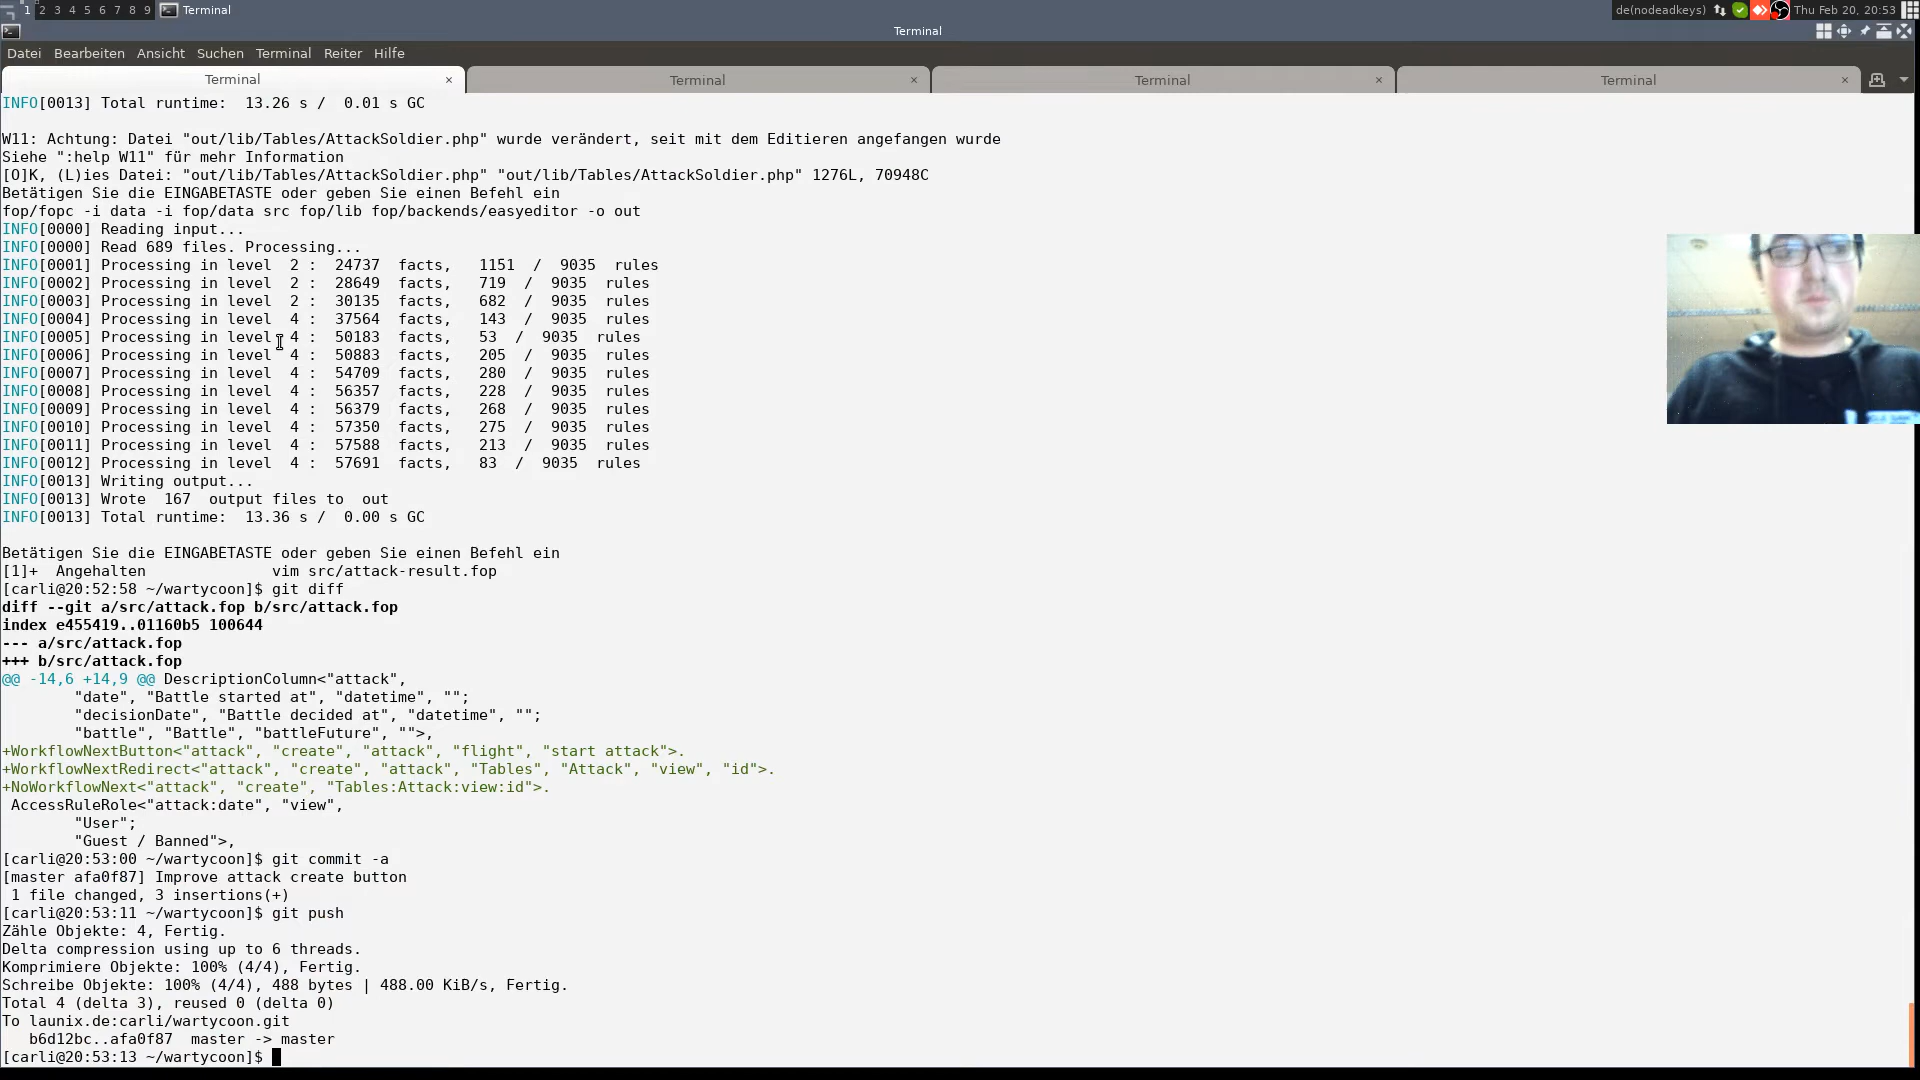 1 2 3 4 5 6 7 8 9 Terminal de(nodeadkeys) Thu Feb 20, 20:53
Terminal
Datei Bearbeiten Ansicht Suchen Terminal Reiter Hilfe
Terminal × Terminal × Terminal × Terminal ×
INFO[0013] Total runtime:  13.26 s /  0.01 s GC
W11: Achtung: Datei "out/lib/Tables/AttackSoldier.php" wurde verändert, seit mit dem Editieren angefangen wurde
Siehe ":help W11" für mehr Information
[O]K, (L)ies Datei: "out/lib/Tables/AttackSoldier.php" "out/lib/Tables/AttackSoldier.php" 1276L, 70948C
Betätigen Sie die EINGABETASTE oder geben Sie einen Befehl ein
fop/fopc -i data -i fop/data src fop/lib fop/backends/easyeditor -o out
INFO[0000] Reading input...
INFO[0000] Read 689 files. Processing...
INFO[0001] Processing in level  2 :  24737  facts,   1151  /  9035  rules
INFO[0002] Processing in level  2 :  28649  facts,   719  /  9035  rules
INFO[0003] Processing in level  2 :  30135  facts,   682  /  9035  rules
INFO[0004] Processing in level  4 :  37564  facts,   143  /  9035  rules
INFO[0005] Processing in level  4 :  50183  facts,   53  /  9035  rules
INFO[0006] Processing in level  4 :  50883  facts,   205  /  9035  rules
INFO[0007] Processing in level  4 :  54709  facts,   280  /  9035  rules
INFO[0008] Processing in level  4 :  56357  facts,   228  /  9035  rules
INFO[0009] Processing in level  4 :  56379  facts,   268  /  9035  rules
INFO[0010] Processing in level  4 :  57350  facts,   275  /  9035  rules
INFO[0011] Processing in level  4 :  57588  facts,   213  /  9035  rules
INFO[0012] Processing in level  4 :  57691  facts,   83  /  9035  rules
INFO[0013] Writing output...
INFO[0013] Wrote  167  output files to  out
INFO[0013] Total runtime:  13.36 s /  0.00 s GC
Betätigen Sie die EINGABETASTE oder geben Sie einen Befehl ein
[1]+  Angehalten              vim src/attack-result.fop
[carli@20:52:58 ~/wartycoon]$ git diff
diff --git a/src/attack.fop b/src/attack.fop
index e455419..01160b5 100644
--- a/src/attack.fop
+++ b/src/attack.fop
@@ -14,6 +14,9 @@ DescriptionColumn<"attack",
"date", "Battle started at", "datetime", "";
"decisionDate", "Battle decided at", "datetime", "";
"battle", "Battle", "battleFuture", "">,
+WorkflowNextButton<"attack", "create", "attack", "flight", "start attack">.
+WorkflowNextRedirect<"attack", "create", "attack", "Tables", "Attack", "view", "id">.
+NoWorkflowNext<"attack", "create", "Tables:Attack:view:id">.
AccessRuleRole<"attack:date", "view",
"User";
"Guest / Banned">,
[carli@20:53:00 ~/wartycoon]$ git commit -a
[master afa0f87] Improve attack create button
1 file changed, 3 insertions(+)
[carli@20:53:11 ~/wartycoon]$ git push
Zähle Objekte: 4, Fertig.
Delta compression using up to 6 threads.
Komprimiere Objekte: 100% (4/4), Fertig.
Schreibe Objekte: 100% (4/4), 488 bytes | 488.00 KiB/s, Fertig.
Total 4 (delta 3), reused 0 (delta 0)
To launix.de:carli/wartycoon.git
b6d12bc..afa0f87  master -> master
[carli@20:53:13 ~/wartycoon]$